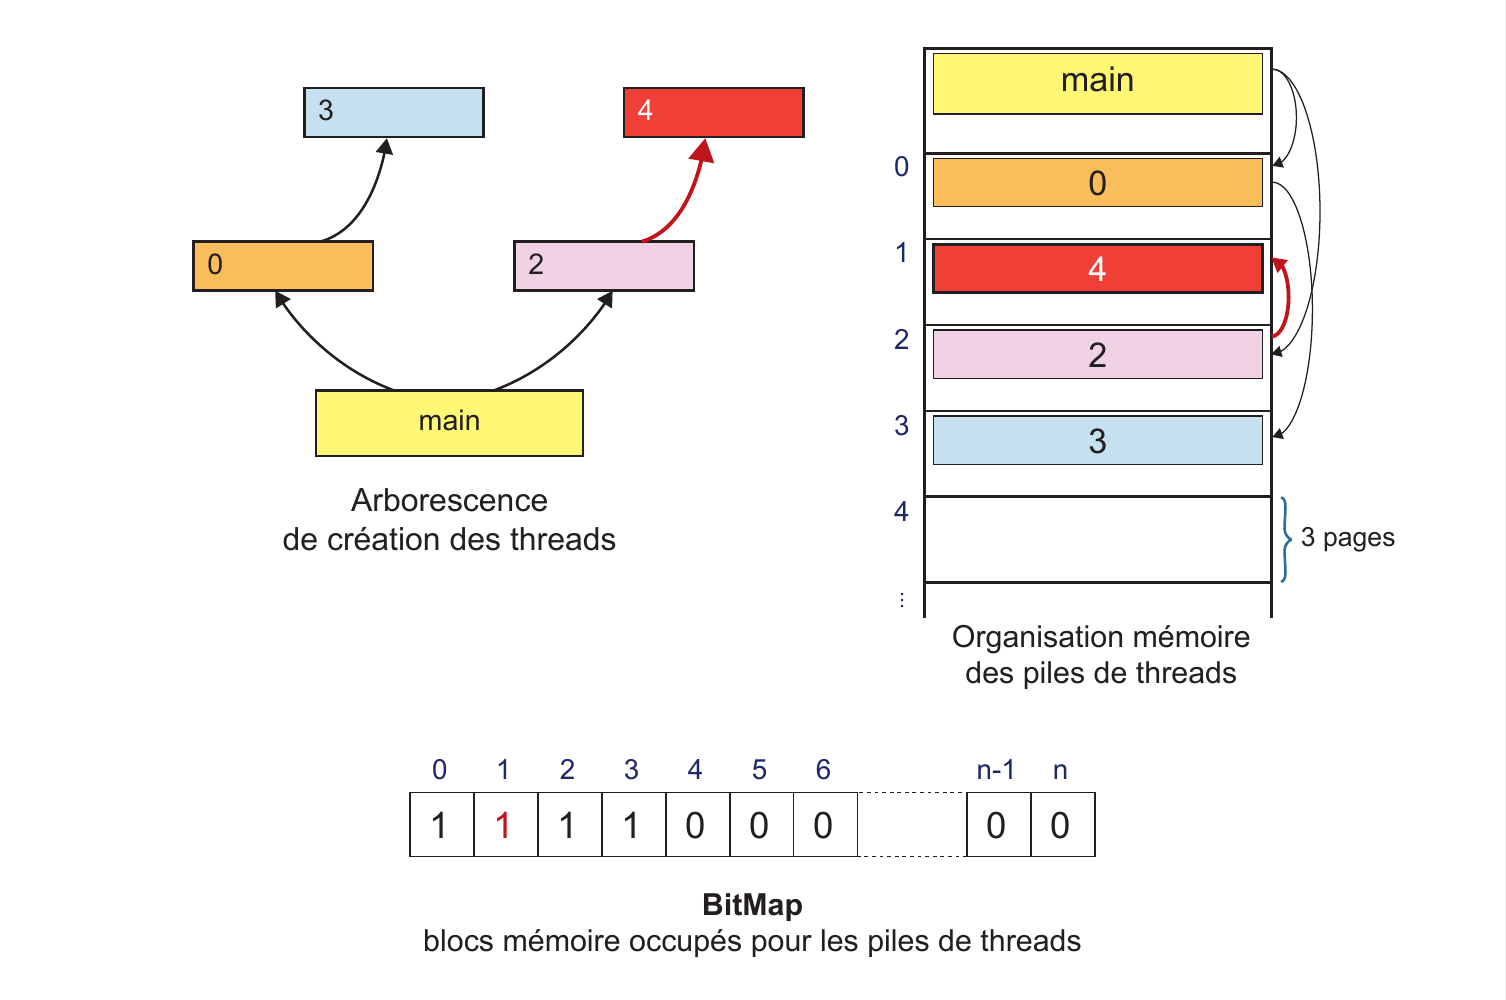 3
4
0
2
main
Arborescence
de création des threads
main
0
0
1
4
2
2
3
3
4
3 pages
...
Organisation mémoire
des piles de threads
0 1 2 3 4 5 6 n-1 n
1 1 1 1 0 0 0 0 0
BitMap
blocs mémoire occupés pour les piles de threads